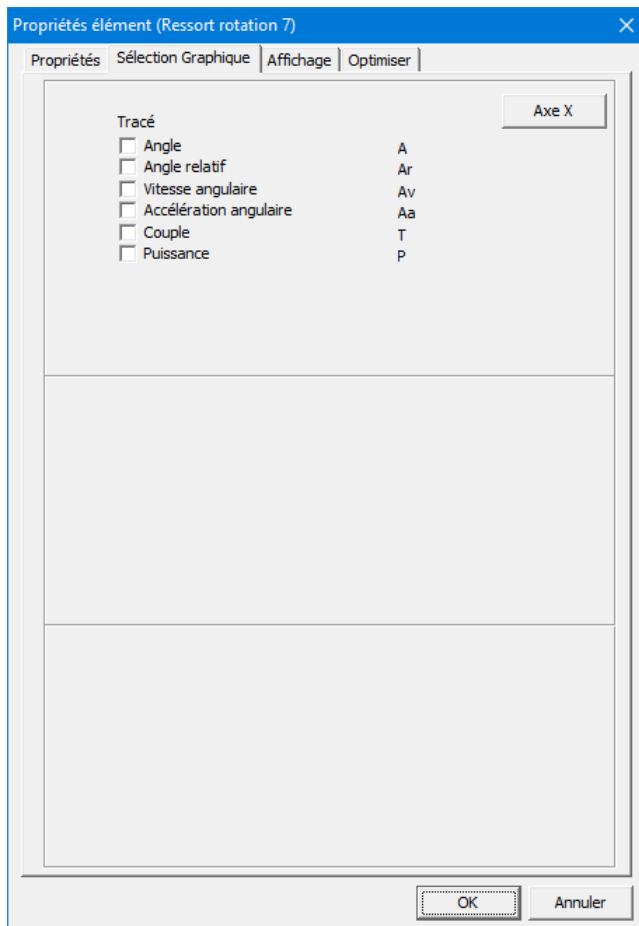 Propriétés élément (Ressort rotation 7)
Propriétés Sélection Graphique Affichage Optimiser
Axe X
Tracé
Angle A
Angle relatif Ar
Vitesse angulaire Av
Accélération angulaire Aa
Couple T
Puissance P
OK Annuler